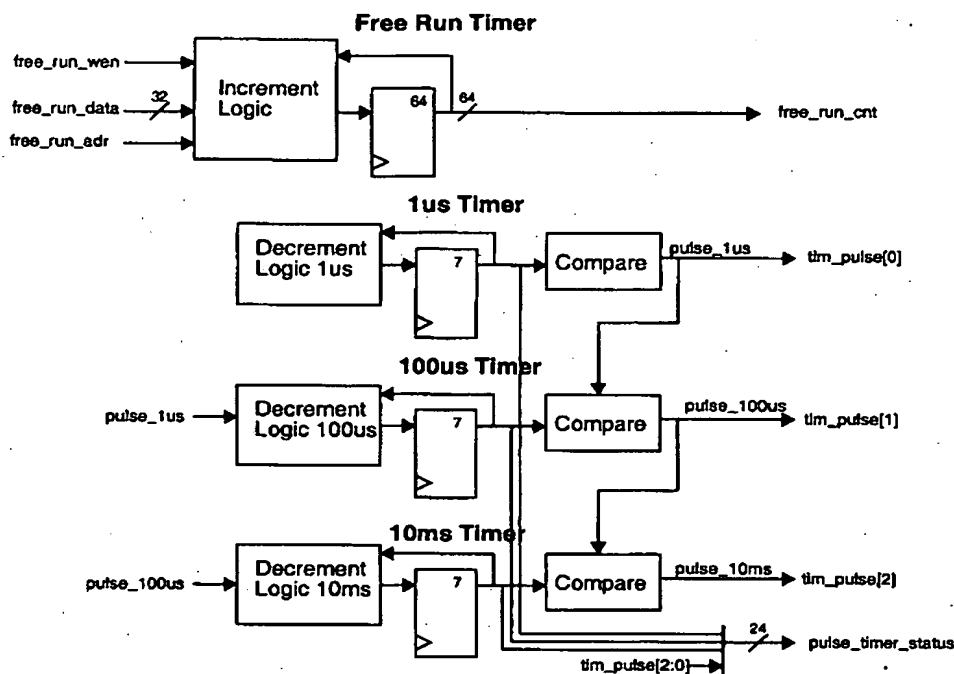 Free Run Timer
free_run_wen
free_run_data
32
free_run_adr
Increment
Logic
64
64
free_run_cnt
1us Timer
Decrement
Logic 1us
7
Compare
pulse_1us
tim_pulse[0]
100us Timer
pulse_1us
Decrement
Logic 100us
7
Compare
pulse_100us
tim_pulse[1]
10ms Timer
pulse_100us
Decrement
Logic 10ms
7
Compare
pulse_10ms
tim_pulse[2]
24
pulse_timer_status
tim_pulse[2:0]